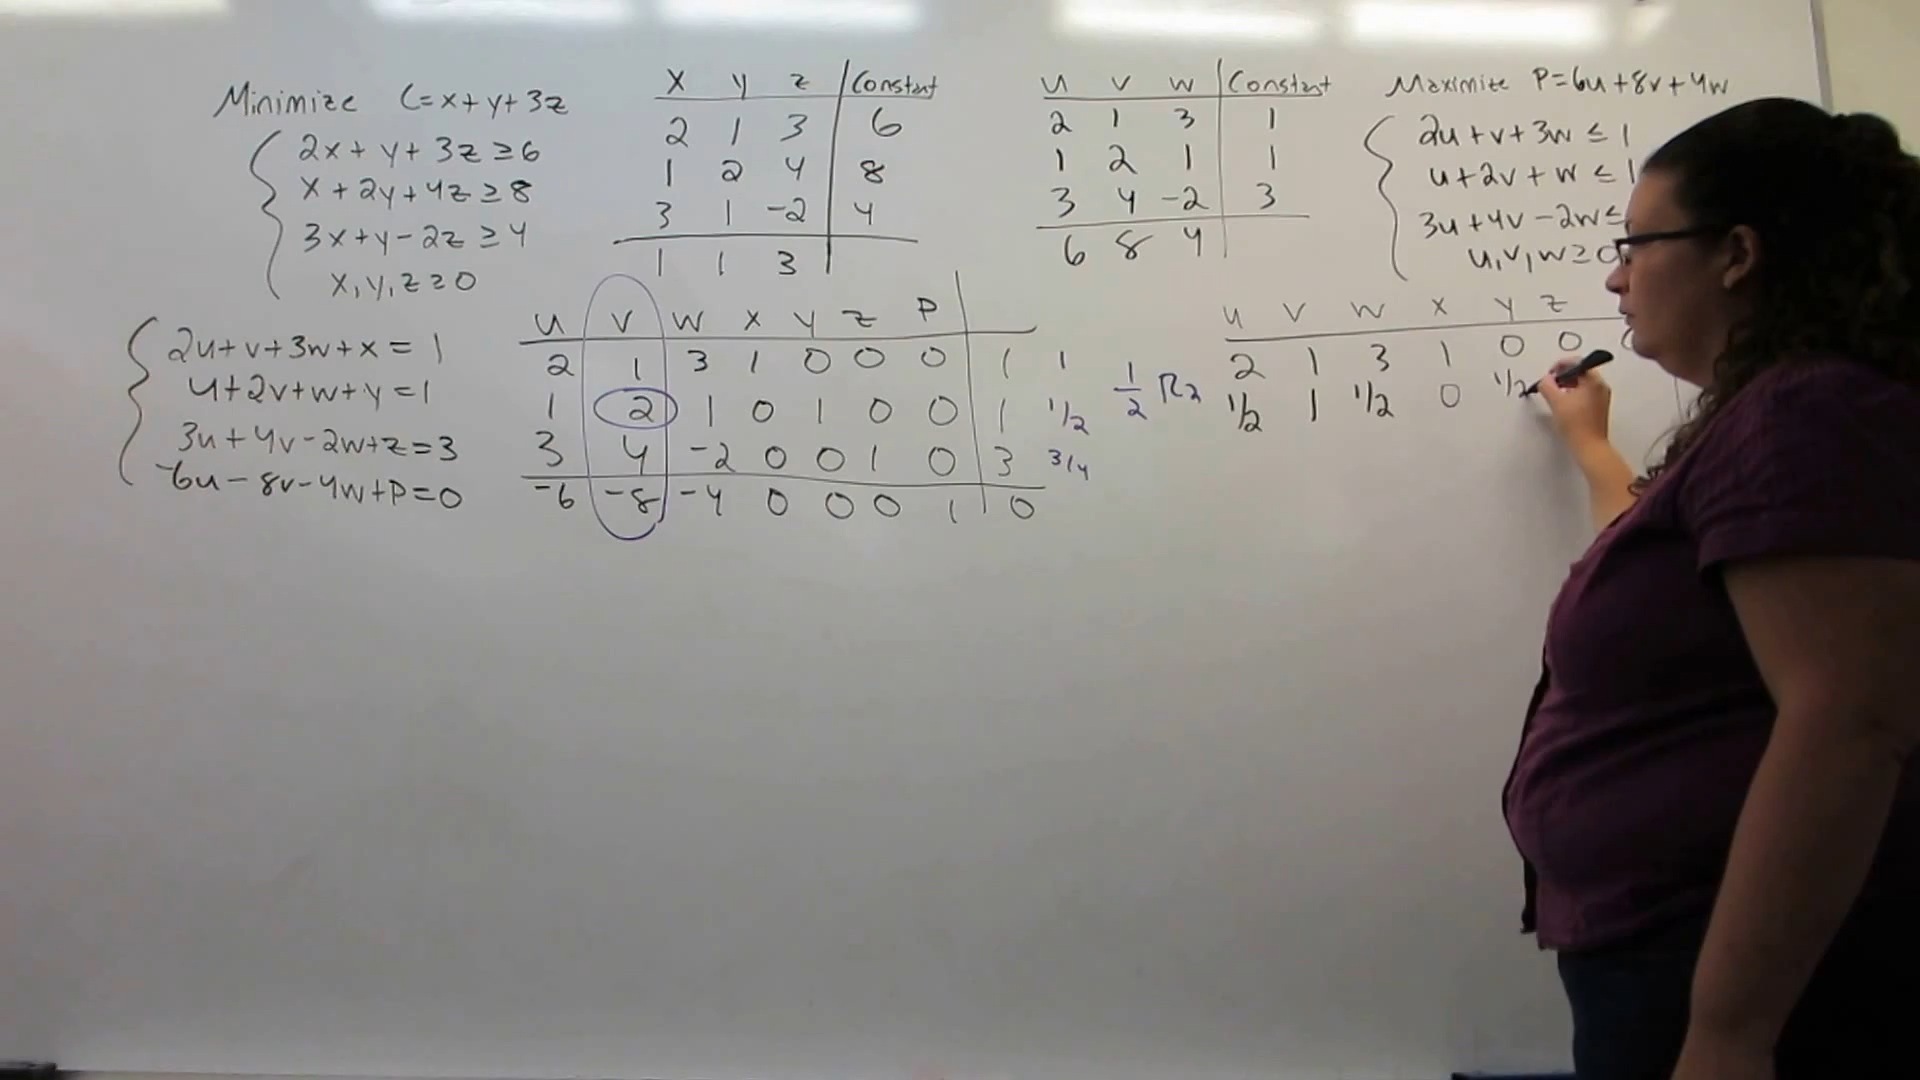 Minimize C=x+y+3z
2x+y+3z≥6
x+2y+4z≥8
3x+y-2z≥4
x,y,z≥0
x y z Constant
2 1 3 6
1 2 4 8
3 1 -2 4
1 1 3
u v w Constant
2 1 3 1
1 2 1 1
3 4 -2 3
6 8 4
Maximize P=6u+8v+4w
2u+v+3w≤1
u+2v+w≤1
3u+4v-2w≤
u,v,w≥0
2u+v+3w+x=1
u+2v+w+y=1
3u+4v-2w+z=3
-6u-8v-4w+P=0
u v w x y z P
2 1 3 1 0 0 0 1 1
1 2 1 0 1 0 0 1 1/2
3 4 -2 0 0 1 0 3 3/4
-6 -8 -4 0 0 0 1 0
1/2 R2
u v w x y z
2 1 3 1 0 0
1/2 1 1/2 0 1/2